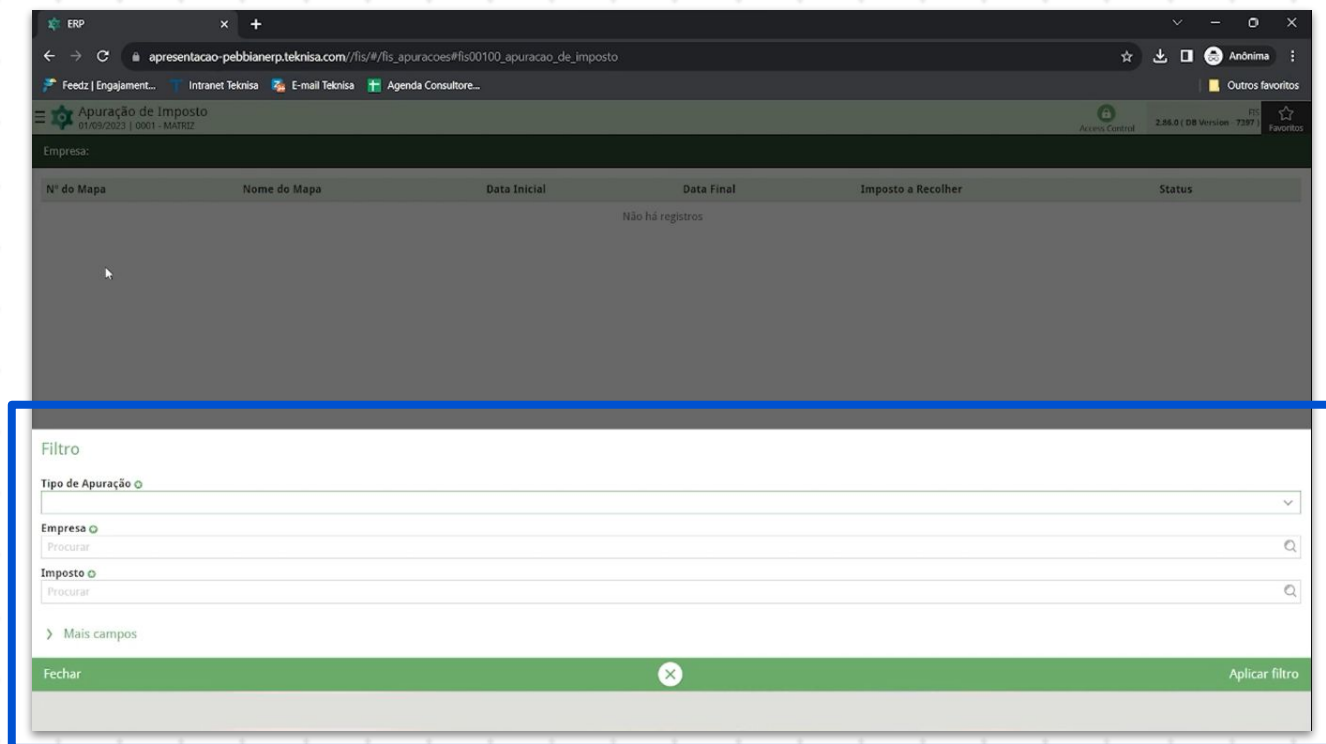 ERP
apresentacao-pebbianerp.teknisa.com//fis/#/fis_apuracoes#fis00100_apuracao_de_imposto
Anônima
Feedz | Engajament... Intranet Teknisa E-mail Teknisa Agenda Consultore... Outros favoritos
Apuração de Imposto
01/09/2023 | 0001 - MATRIZ
Access Control
FIS
2.86.0 ( DB Version - 7397 )
Favoritos
Empresa:
Nº do Mapa Nome do Mapa Data Inicial Data Final Imposto a Recolher Status
Não há registros
Filtro
Tipo de Apuração
Empresa
Procurar
Imposto
Procurar
Mais campos
Fechar Aplicar filtro